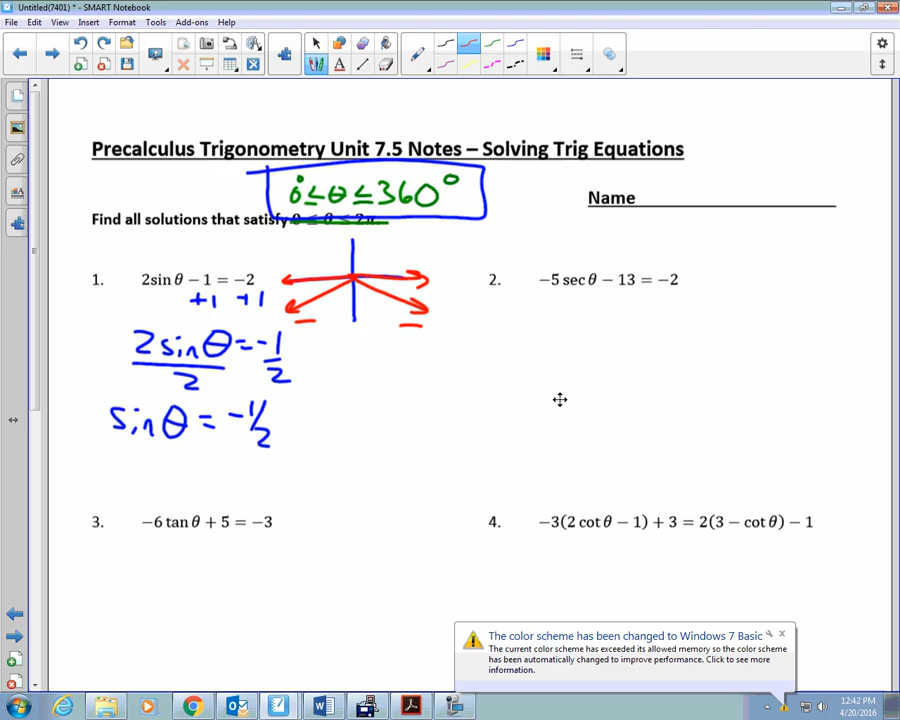 Untitled(7401) * - SMART Notebook
File Edit View Insert Format Tools Add-ons Help
Precalculus Trigonometry Unit 7.5 Notes – Solving Trig Equations
0°≤θ≤360°
Name
Find all solutions that satisfy 0 ≤ θ ≤ 2π.
1. 2sin θ − 1 = −2
+1 +1
2. −5 sec θ − 13 = −2
2 sin θ = -1
2 2
sin θ = -1/2
3. −6 tan θ + 5 = −3
4. −3(2 cot θ − 1) + 3 = 2(3 − cot θ) − 1
The color scheme has been changed to Windows 7 Basic
The current color scheme has exceeded its allowed memory so the color scheme
has been automatically changed to improve performance. Click to see more
information.
12:42 PM
4/20/2016